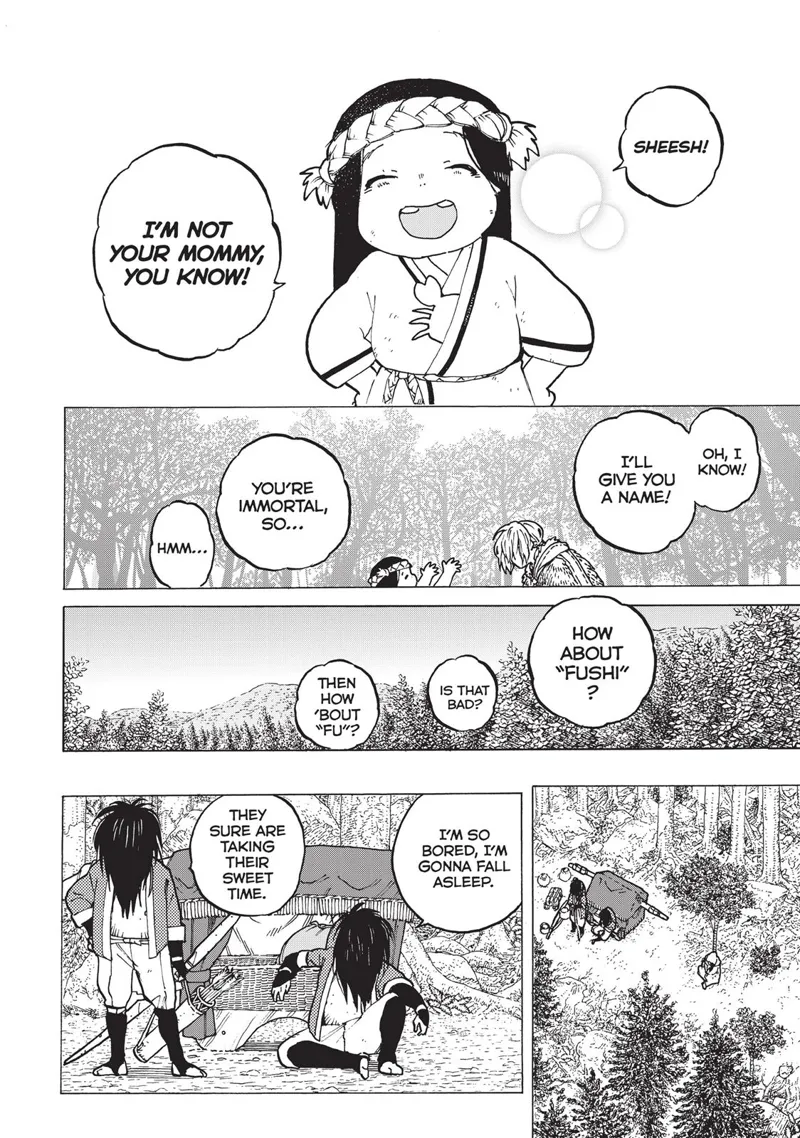 SHEESH!
I'M NOT
YOUR MOMMY,
YOU KNOW!
OH, I
KNOW!
I'LL
GIVE YOU
A NAME!
YOU'RE
IMMORTAL,
SO...
HMM...
HOW
ABOUT
"FUSHI"
?
IS THAT
BAD?
THEN
HOW
'BOUT
"FU"?
I'M SO
BORED, I'M
GONNA FALL
ASLEEP.
THEY
SURE ARE
TAKING
THEIR
SWEET
TIME.